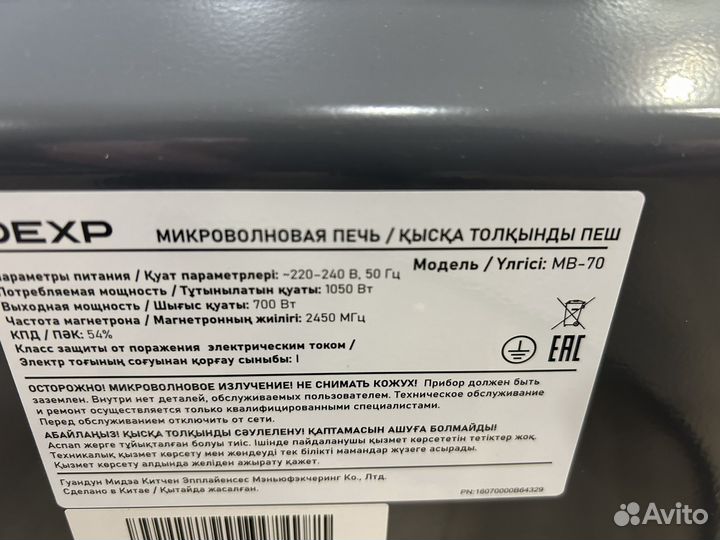 DEXP
МИКРОВОЛНОВАЯ ПЕЧЬ / ҚЫСҚА ТОЛҚЫНДЫ ПЕШ
Модель / Үлгісі: MB-70
параметры питания / Қуат параметрлері: ~220-240 В, 50 Гц
Потребляемая мощность / Тұтынылатын қуаты: 1050 Вт
Выходная мощность / Шығыс қуаты: 700 Вт
Частота магнетрона / Магнетронның жиілігі: 2450 МГц
КПД / ПӘК: 54%
Класс защиты от поражения электрическим током /
Электр тоғының соғуынан қорғау сыныбы: I
EAC
ОСТОРОЖНО! МИКРОВОЛНОВОЕ ИЗЛУЧЕНИЕ! НЕ СНИМАТЬ КОЖУХ! Прибор должен быть
заземлен. Внутри нет деталей, обслуживаемых пользователем. Техническое обслуживание
и ремонт осуществляется только квалифицированными специалистами.
Перед обслуживанием отключить от сети.
АБАЙЛАҢЫЗ! ҚЫСҚА ТОЛҚЫНДЫ СӘУЛЕЛЕНУ! ҚАПТАМАСЫН АШУҒА БОЛМАЙДЫ!
Аспап жерге тұйықталған болуы тиіс. Ішінде пайдаланушы қызмет көрсететін тетіктер жоқ.
Техникалық қызмет көрсету мен жөндеуді тек білікті мамандар жүзеге асырады.
Қызмет көрсету алдында желіден ажырату қажет.
Гуандун Мидэа Китчен Эпплайенсес Мэньюфэкчеринг Ко., Лтд.
Сделано в Китае / Қытайда жасалған.
PN:16070000B64329
Avito